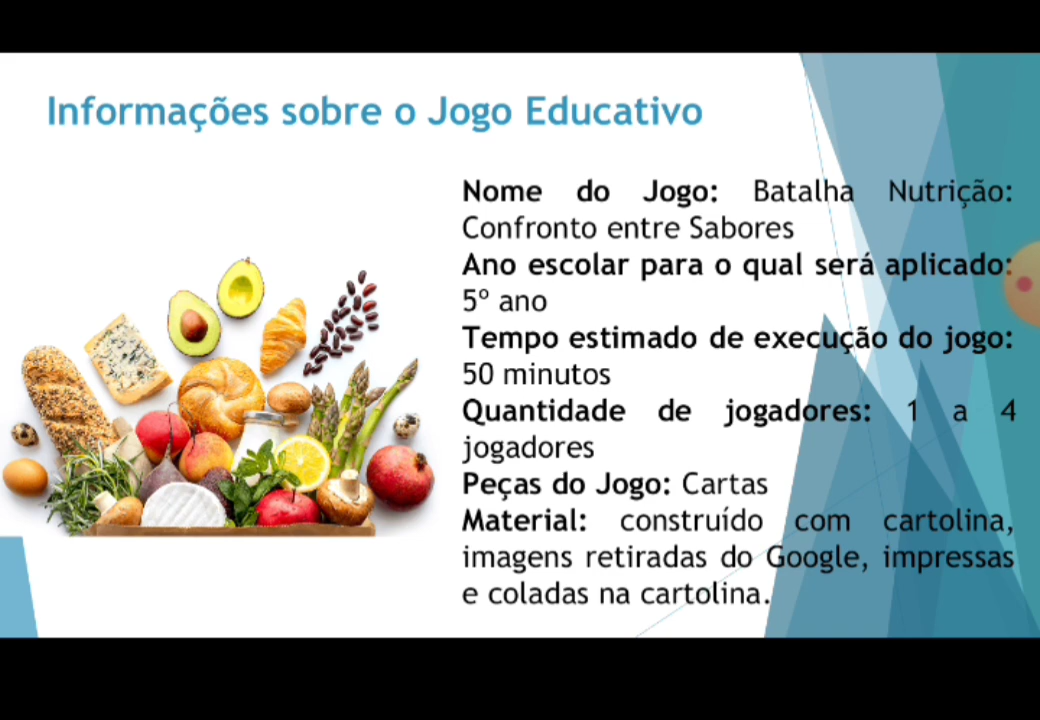 Informações sobre o Jogo Educativo
Nome do Jogo: Batalha Nutrição:
Confronto entre Sabores
Ano escolar para o qual será aplicado:
5º ano
Tempo estimado de execução do jogo:
50 minutos
Quantidade de jogadores: 1 a 4
jogadores
Peças do Jogo: Cartas
Material: construído com cartolina,
imagens retiradas do Google, impressas
e coladas na cartolina.